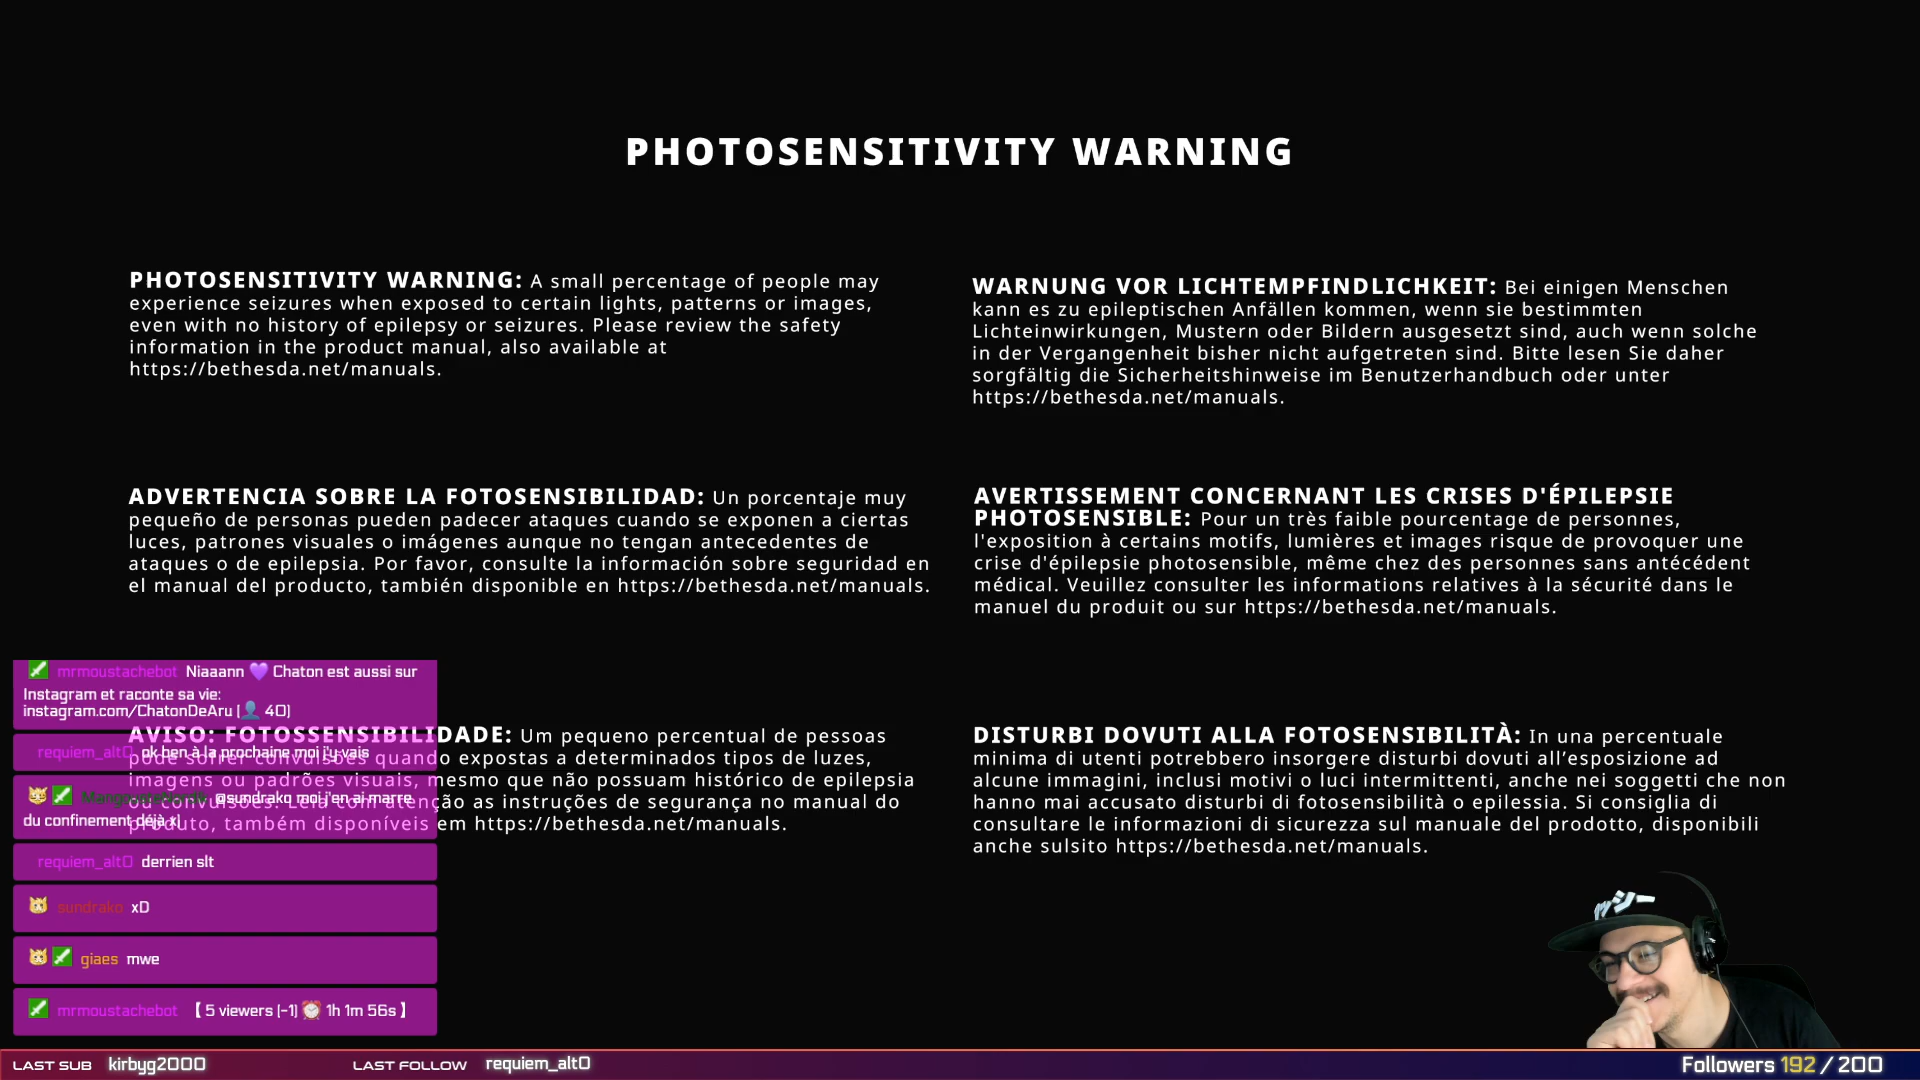 PHOTOSENSITIVITY WARNING
PHOTOSENSITIVITY WARNING: A small percentage of people may
experience seizures when exposed to certain lights, patterns or images,
even with no history of epilepsy or seizures. Please review the safety
information in the product manual, also available at
https://bethesda.net/manuals.
WARNUNG VOR LICHTEMPFINDLICHKEIT: Bei einigen Menschen
kann es zu epileptischen Anfällen kommen, wenn sie bestimmten
Lichteinwirkungen, Mustern oder Bildern ausgesetzt sind, auch wenn solche
in der Vergangenheit bisher nicht aufgetreten sind. Bitte lesen Sie daher
sorgfältig die Sicherheitshinweise im Benutzerhandbuch oder unter
https://bethesda.net/manuals.
ADVERTENCIA SOBRE LA FOTOSENSIBILIDAD: Un porcentaje muy
pequeño de personas pueden padecer ataques cuando se exponen a ciertas
luces, patrones visuales o imágenes aunque no tengan antecedentes de
ataques o de epilepsia. Por favor, consulte la información sobre seguridad en
el manual del producto, también disponible en https://bethesda.net/manuals.
AVERTISSEMENT CONCERNANT LES CRISES D'ÉPILEPSIE
PHOTOSENSIBLE: Pour un très faible pourcentage de personnes,
l'exposition à certains motifs, lumières et images risque de provoquer une
crise d'épilepsie photosensible, même chez des personnes sans antécédent
médical. Veuillez consulter les informations relatives à la sécurité dans le
manuel du produit ou sur https://bethesda.net/manuals.
AVISO: FOTOSSENSIBILIDADE: Um pequeno percentual de pessoas
pode sofrer convulsões quando expostas a determinados tipos de luzes,
imagens ou padrões visuais, mesmo que não possuam histórico de epilepsia
ou convulsões. Leia com atenção as instruções de segurança no manual do
produto, também disponíveis em https://bethesda.net/manuals.
DISTURBI DOVUTI ALLA FOTOSENSIBILITÀ: In una percentuale
minima di utenti potrebbero insorgere disturbi dovuti all’esposizione ad
alcune immagini, inclusi motivi o luci intermittenti, anche nei soggetti che non
hanno mai accusato disturbi di fotosensibilità o epilessia. Si consiglia di
consultare le informazioni di sicurezza sul manuale del prodotto, disponibili
anche sulsito https://bethesda.net/manuals.
mrmoustachebot Niaaann 💜 Chaton est aussi sur
Instagram et raconte sa vie:
instagram.com/ChatonDeAru [👤 40]
requiem_alt0 ok ben à la prochaine moi j'y vais
@sundrako moi j'en ai marre
du confinement déjà x)
requiem_alt0 derrien slt
sundrako xD
giaes mwe
mrmoustachebot 【 5 viewers [-1] ⏰ 1h 1m 56s 】
LAST SUB kirbyg2000
LAST FOLLOW requiem_alt0
Followers 192 / 200